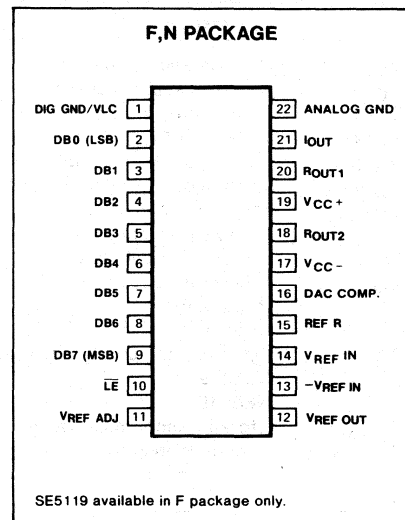 F,N PACKAGE
DIG GND/VLC 1 22 ANALOG GND
DB0 (LSB) 2 21 IOUT
DB1 3 20 ROUT1
DB2 4 19 VCC+
DB3 5 18 ROUT2
DB4 6 17 VCC-
DB5 7 16 DAC COMP.
DB6 8 15 REF R
DB7 (MSB) 9 14 VREF IN
LE 10 13 -VREF IN
VREF ADJ 11 12 VREF OUT
SE5119 available in F package only.